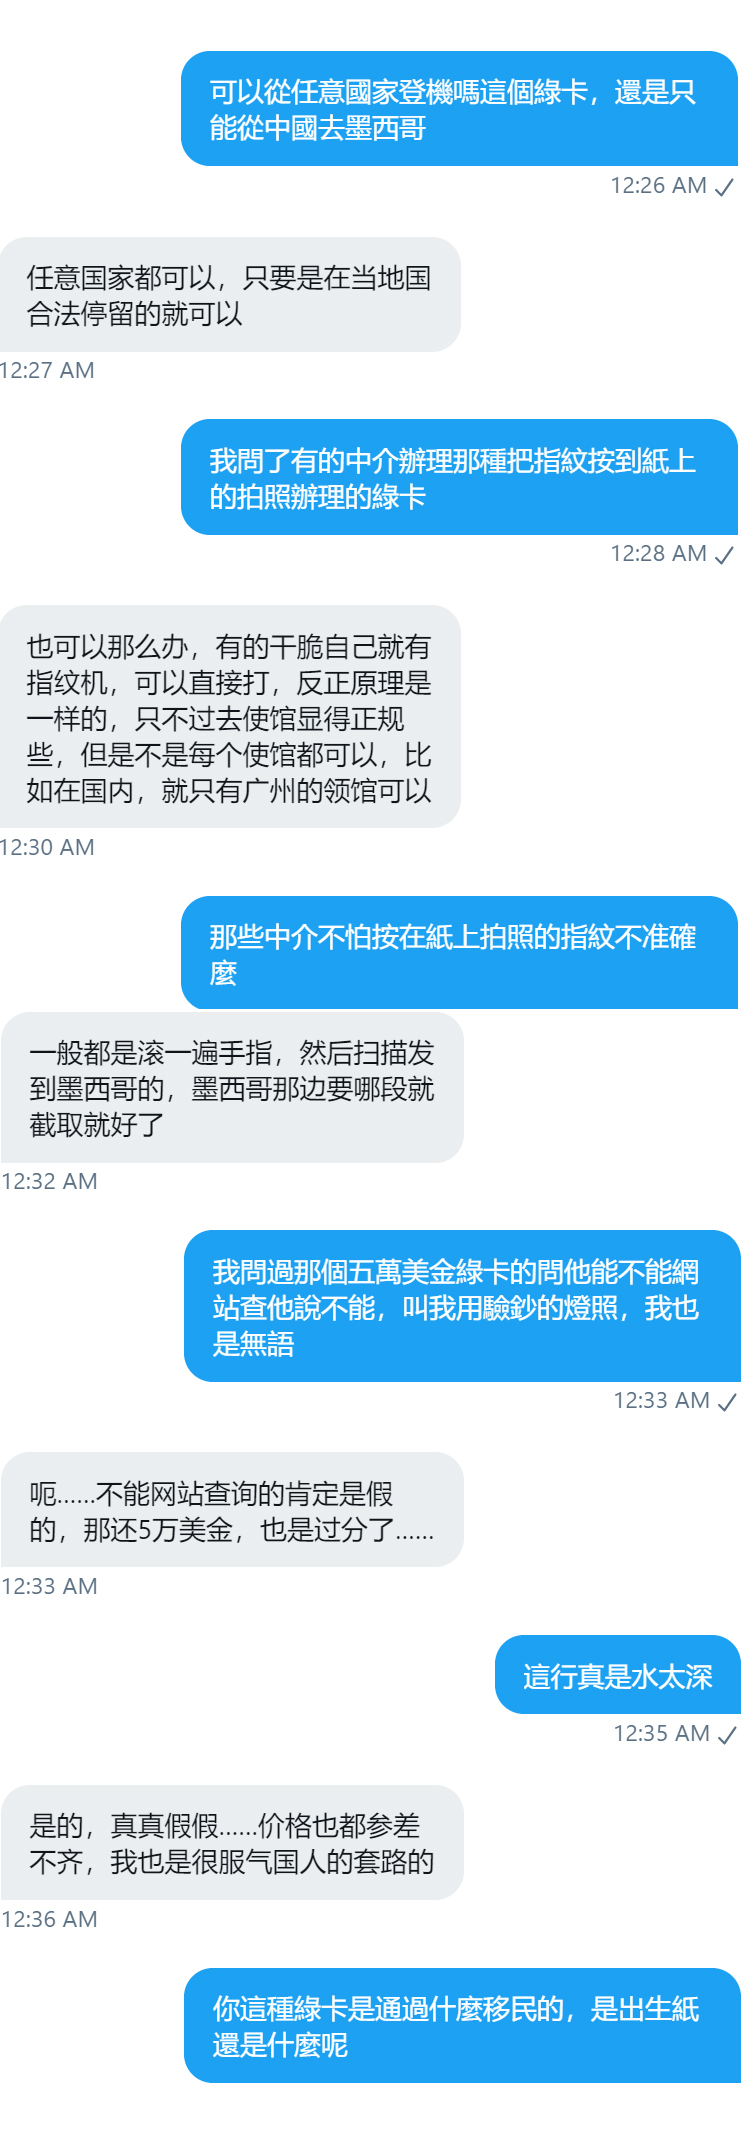 可以從任意國家登機嗎這個綠卡，還是只
能從中國去墨西哥
12:26 AM
任意国家都可以，只要是在当地国
合法停留的就可以
12:27 AM
我問了有的中介辦理那種把指紋按到紙上
的拍照辦理的綠卡
12:28 AM
也可以那么办，有的干脆自己就有
指纹机，可以直接打，反正原理是
一样的，只不过去使馆显得正规
些，但是不是每个使馆都可以，比
如在国内，就只有广州的领馆可以
12:30 AM
那些中介不怕按在紙上拍照的指紋不准確
麼
一般都是滚一遍手指，然后扫描发
到墨西哥的，墨西哥那边要哪段就
截取就好了
12:32 AM
我問過那個五萬美金綠卡的問他能不能網
站查他說不能，叫我用驗鈔的燈照，我也
是無語
12:33 AM
呃......不能网站查询的肯定是假
的，那还5万美金，也是过分了......
12:33 AM
這行真是水太深
12:35 AM
是的，真真假假......价格也都参差
不齐，我也是很服气国人的套路的
12:36 AM
你這種綠卡是通過什麼移民的，是出生紙
還是什麼呢